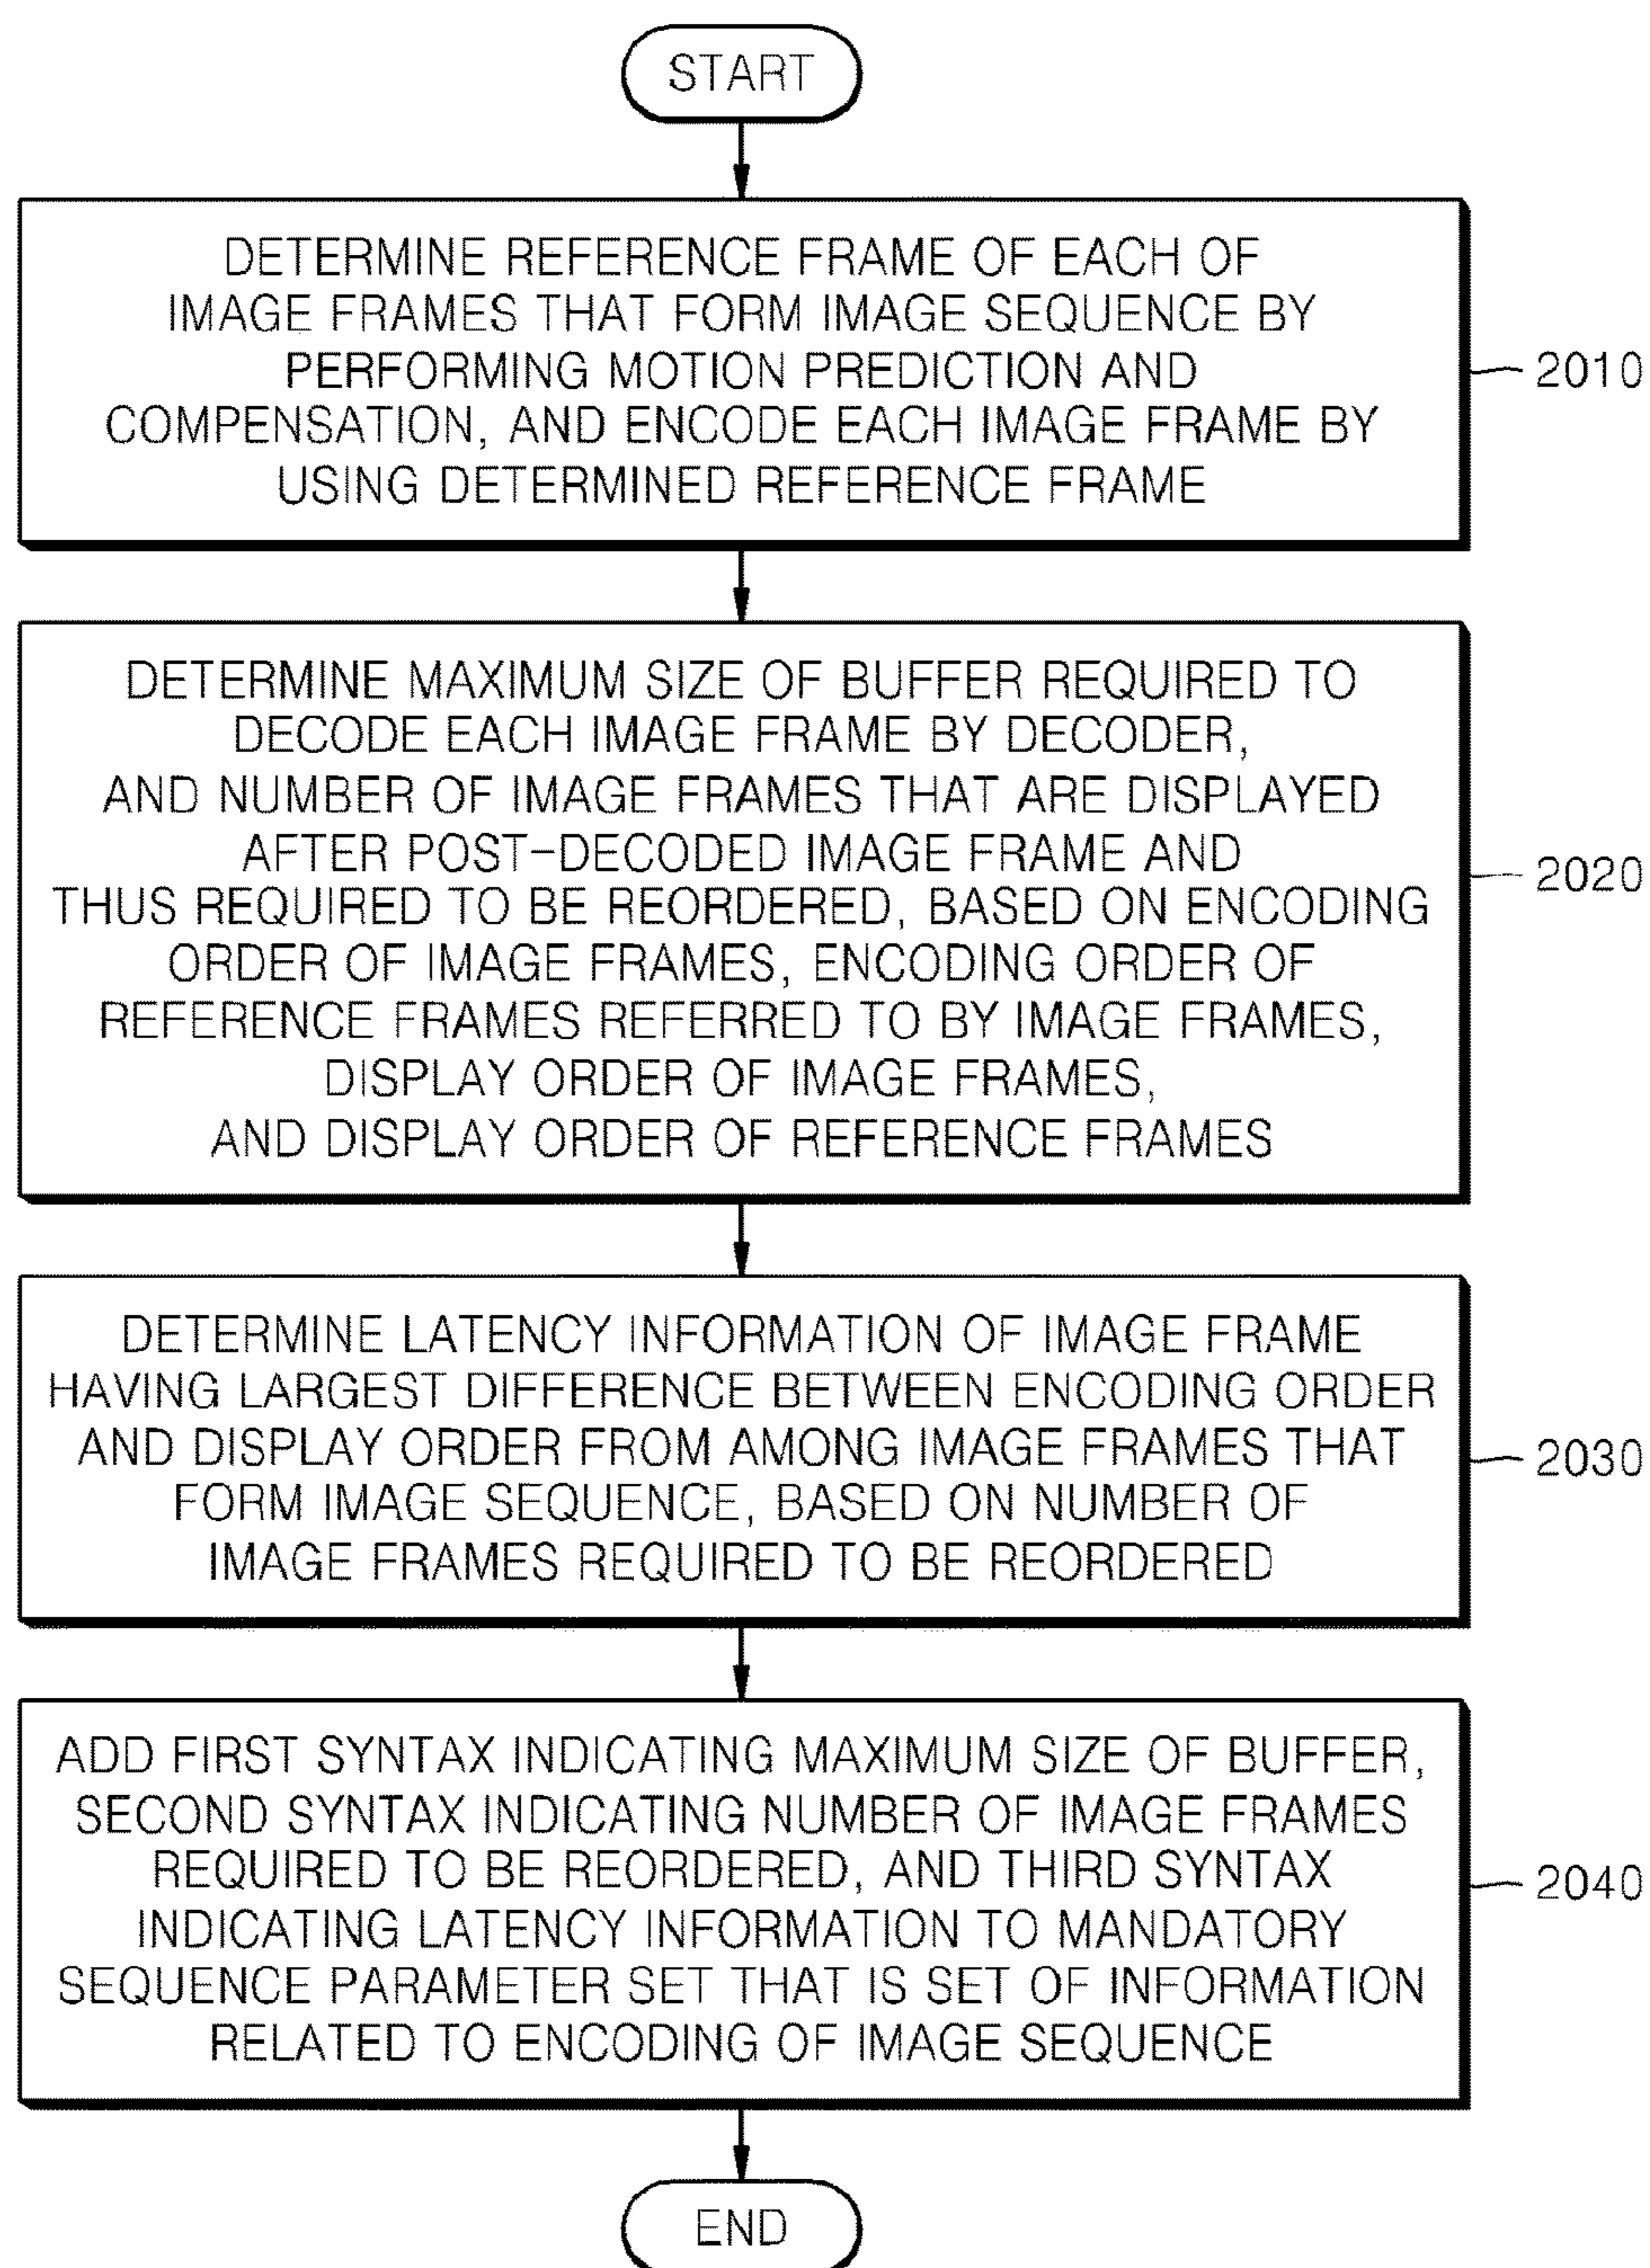 START
DETERMINE REFERENCE FRAME OF EACH OF
IMAGE FRAMES THAT FORM IMAGE SEQUENCE BY
PERFORMING MOTION PREDICTION AND
COMPENSATION, AND ENCODE EACH IMAGE FRAME BY
USING DETERMINED REFERENCE FRAME
2010
DETERMINE MAXIMUM SIZE OF BUFFER REQUIRED TO
DECODE EACH IMAGE FRAME BY DECODER,
AND NUMBER OF IMAGE FRAMES THAT ARE DISPLAYED
AFTER POST-DECODED IMAGE FRAME AND
THUS REQUIRED TO BE REORDERED, BASED ON ENCODING
ORDER OF IMAGE FRAMES, ENCODING ORDER OF
REFERENCE FRAMES REFERRED TO BY IMAGE FRAMES,
DISPLAY ORDER OF IMAGE FRAMES,
AND DISPLAY ORDER OF REFERENCE FRAMES
2020
DETERMINE LATENCY INFORMATION OF IMAGE FRAME
HAVING LARGEST DIFFERENCE BETWEEN ENCODING ORDER
AND DISPLAY ORDER FROM AMONG IMAGE FRAMES THAT
FORM IMAGE SEQUENCE, BASED ON NUMBER OF
IMAGE FRAMES REQUIRED TO BE REORDERED
2030
ADD FIRST SYNTAX INDICATING MAXIMUM SIZE OF BUFFER,
SECOND SYNTAX INDICATING NUMBER OF IMAGE FRAMES
REQUIRED TO BE REORDERED, AND THIRD SYNTAX
INDICATING LATENCY INFORMATION TO MANDATORY
SEQUENCE PARAMETER SET THAT IS SET OF INFORMATION
RELATED TO ENCODING OF IMAGE SEQUENCE
2040
END